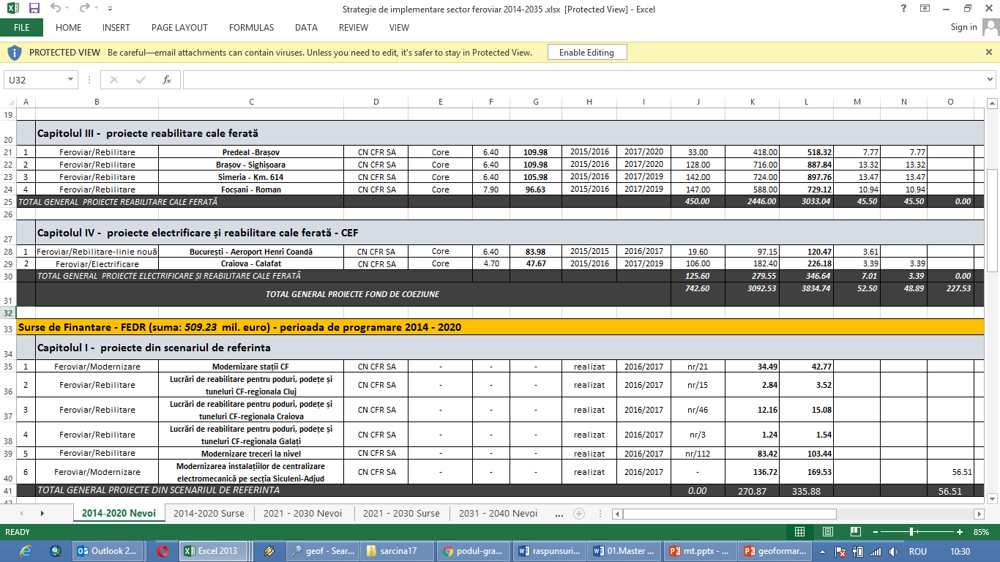 Strategie de implementare sector feroviar 2014-2035 .xlsx [Protected View] - Excel
FILE HOME INSERT PAGE LAYOUT FORMULAS DATA REVIEW VIEW Sign in
PROTECTED VIEW Be careful—email attachments can contain viruses. Unless you need to edit, it's safer to stay in Protected View. Enable Editing
U32 fx
A B C D E F G H I J K L M N O
19
20 Capitolul III - proiecte reabilitare cale ferată
21 1 Feroviar/Rebilitare Predeal -Brașov CN CFR SA Core 6.40 109.98 2015/2016 2017/2020 33.00 418.00 518.32 7.77 7.77
22 2 Feroviar/Rebilitare Brașov - Sighișoara CN CFR SA Core 6.40 109.98 2015/2016 2017/2020 128.00 716.00 887.84 13.32 13.32
23 3 Feroviar/Rebilitare Simeria - Km. 614 CN CFR SA Core 6.40 105.98 2015/2016 2017/2019 142.00 724.00 897.76 13.47 13.47
24 4 Feroviar/Rebilitare Focșani - Roman CN CFR SA Core 7.90 96.63 2015/2016 2017/2019 147.00 588.00 729.12 10.94 10.94
25 TOTAL GENERAL PROIECTE REABILITARE CALE FERATĂ 450.00 2446.00 3033.04 45.50 45.50 0.00
26
27 Capitolul IV - proiecte electrificare și reabilitare cale ferată - CEF
28 1 Feroviar/Rebilitare-linie nouă București - Aeroport Henri Coandă CN CFR SA Core 6.40 83.98 2015/2015 2016/2017 19.60 97.15 120.47 3.61
29 2 Feroviar/Electrificare Craiova - Calafat CN CFR SA Core 4.70 47.67 2015/2016 2017/2019 106.00 182.40 226.18 3.39 3.39
30 TOTAL GENERAL PROIECTE ELECTRIFICARE ȘI REABILITARE CALE FERATĂ 125.60 279.55 346.64 7.01 3.39 0.00
31 TOTAL GENERAL PROIECTE FOND DE COEZIUNE 742.60 3092.53 3834.74 52.50 48.89 227.53
32
33 Surse de Finantare - FEDR (suma: 509.23 mil. euro) - perioada de programare 2014 - 2020
34 Capitolul I - proiecte din scenariul de referinta
35 1 Feroviar/Modernizare Modernizare stații CF CN CFR SA - - - realizat 2016/2017 nr/21 34.49 42.77
36 2 Feroviar/Rebilitare Lucrări de reabilitare pentru poduri, podețe și
tuneluri CF-regionala Cluj CN CFR SA - - - realizat 2016/2017 nr/15 2.84 3.52
37 3 Feroviar/Rebilitare Lucrări de reabilitare pentru poduri, podețe și
tuneluri CF-regionala Craiova CN CFR SA - - - realizat 2016/2017 nr/46 12.16 15.08
38 4 Feroviar/Rebilitare Lucrări de reabilitare pentru poduri, podețe și
tuneluri CF-regionala Galați CN CFR SA - - - realizat 2016/2017 nr/3 1.24 1.54
39 5 Feroviar/Rebilitare Modernizare treceri la nivel CN CFR SA - - - realizat 2016/2017 nr/112 83.42 103.44
40 6 Feroviar/Modernizare Modernizarea instalațiilor de centralizare
electromecanică pe secția Siculeni-Adjud CN CFR SA - - - realizat 2016/2017 - 136.72 169.53 56.51
41 TOTAL GENERAL PROIECTE DIN SCENARIUL DE REFERINTA 0.00 270.87 335.88 56.51
2014-2020 Nevoi 2014-2020 Surse 2021 - 2030 Nevoi 2021 - 2030 Surse 2031 - 2040 Nevoi ...
READY 85%
Outlook 2... Excel 2013 geof - Sear... sarcina17 podul-gra... raspunsuri... 01.Master ... mt.pptx - ... geoformar... ROU 10:30